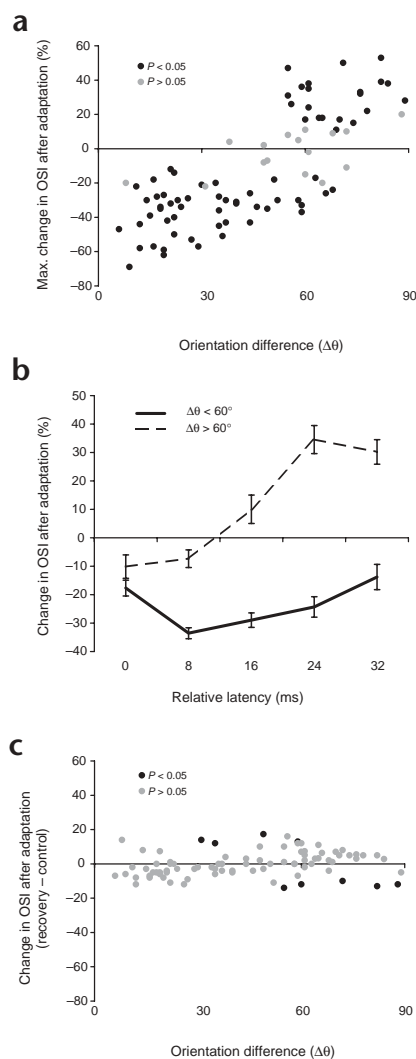 a
Max. change in OSI after adaptation (%)
60
40
20
0
–20
–40
–60
–80
P < 0.05
P > 0.05
0
30
60
90
Orientation difference (Δθ)
b
Change in OSI after adaptation (%)
50
40
30
20
10
0
–10
–20
–30
–40
Δθ < 60°
Δθ > 60°
0
8
16
24
32
Relative latency (ms)
c
Change in OSI after adaptation
(recovery – control)
60
40
20
0
–20
–40
–60
–80
P < 0.05
P > 0.05
0
30
60
90
Orientation difference (Δθ)